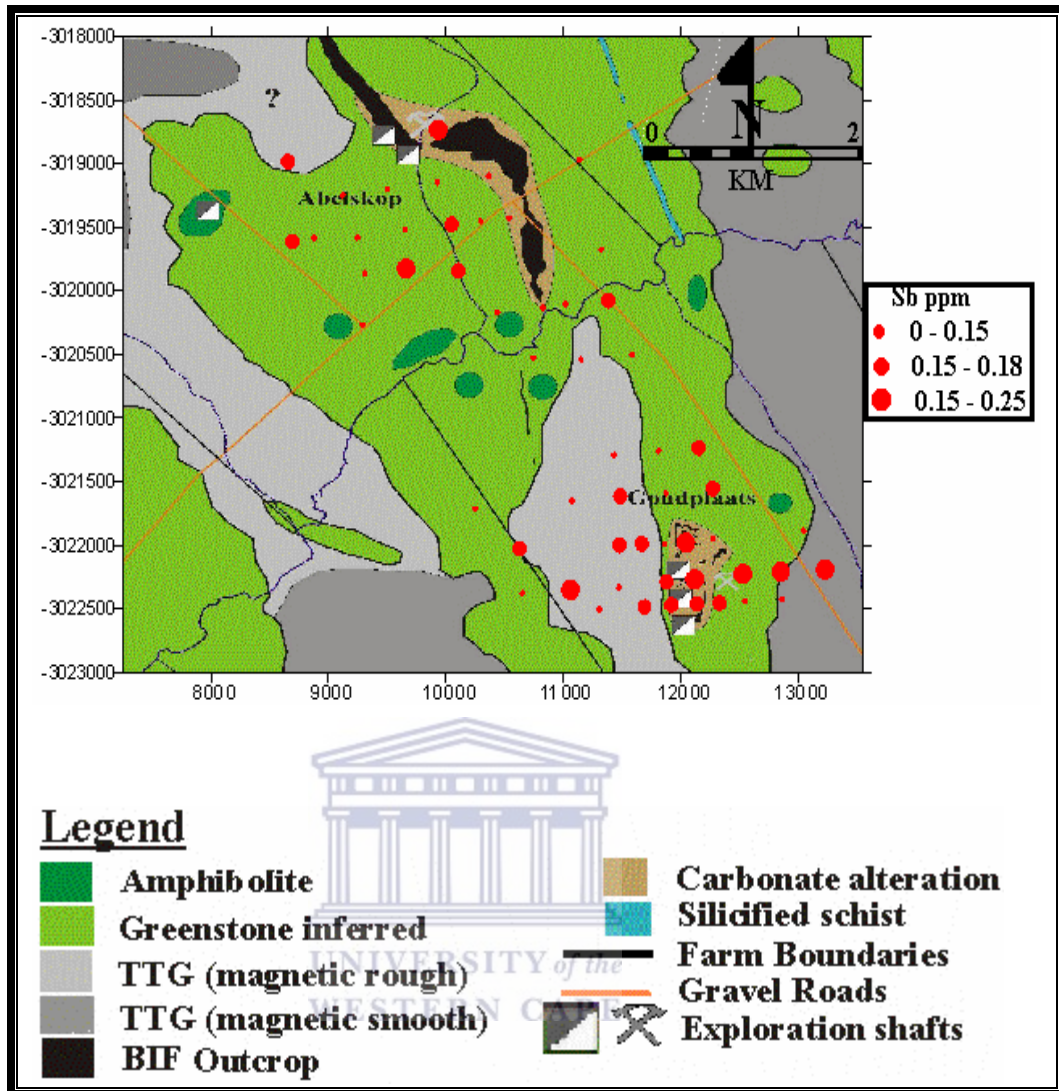 -3018000
-3018500
-3019000
-3019500
-3020000
-3020500
-3021000
-3021500
-3022000
-3022500
-3023000
8000 9000 10000 11000 12000 13000
?
Abelskop
Goudplaats
N
0 2
KM
Sb ppm
0 - 0.15
0.15 - 0.18
0.15 - 0.25
Legend
Amphibolite
Greenstone inferred
TTG (magnetic rough)
TTG (magnetic smooth)
BIF Outcrop
Carbonate alteration
Silicified schist
Farm Boundaries
Gravel Roads
Exploration shafts
UNIVERSITY of the
WESTERN CAPE